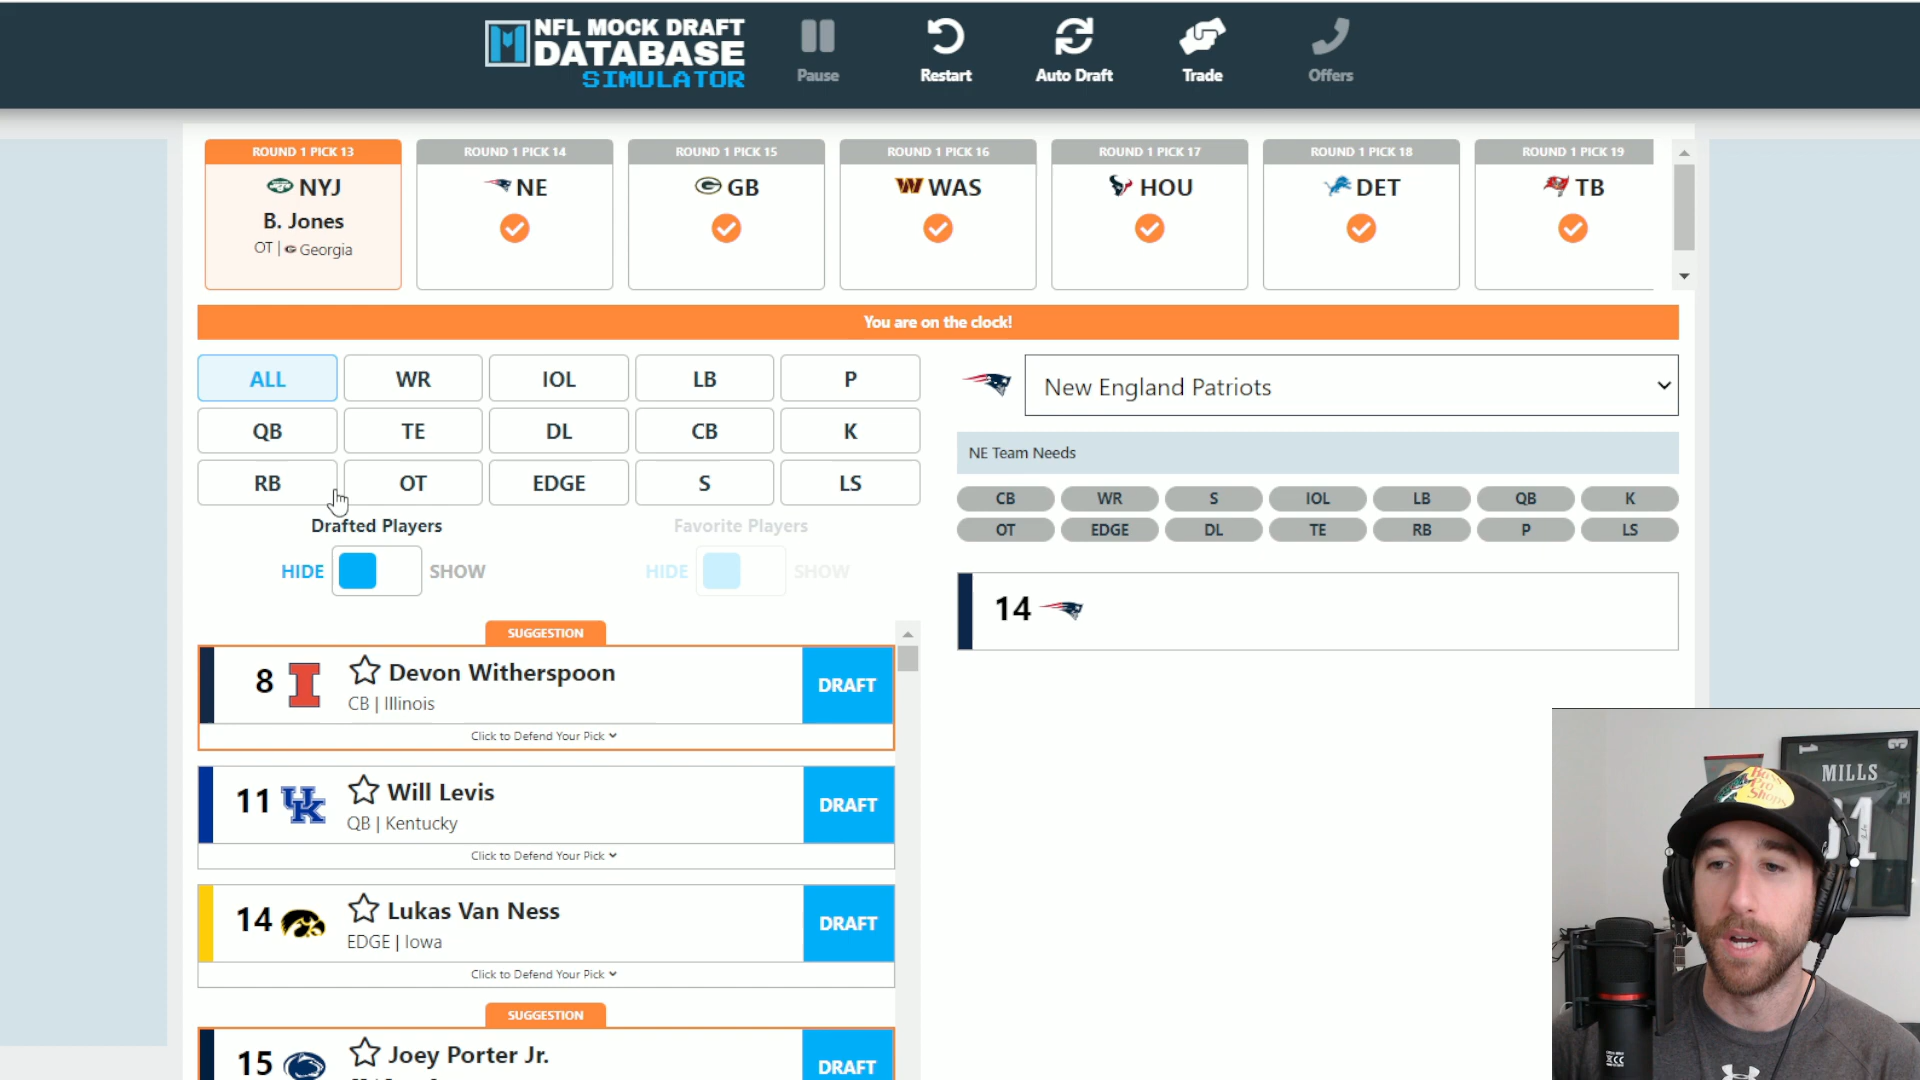 NFL MOCK DRAFT
DATABASE
SIMULATOR
Pause
Restart
Auto Draft
Trade
Offers
ROUND 1 PICK 13
NYJ
B. Jones
OT | Georgia
ROUND 1 PICK 14
NE
ROUND 1 PICK 15
GB
ROUND 1 PICK 16
WAS
ROUND 1 PICK 17
HOU
ROUND 1 PICK 18
DET
ROUND 1 PICK 19
TB
You are on the clock!
ALL WR IOL LB P
QB TE DL CB K
RB OT EDGE S LS
Drafted Players
HIDE SHOW
Favorite Players
HIDE SHOW
New England Patriots
NE Team Needs
CB WR S IOL LB QB K
OT EDGE DL TE RB P LS
14
SUGGESTION
8 I Devon Witherspoon
CB | Illinois
DRAFT
Click to Defend Your Pick
11 UK Will Levis
QB | Kentucky
DRAFT
Click to Defend Your Pick
14 Lukas Van Ness
EDGE | Iowa
DRAFT
Click to Defend Your Pick
SUGGESTION
15 Joey Porter Jr.
DRAFT
MILLS
Bass
Pro
Shops